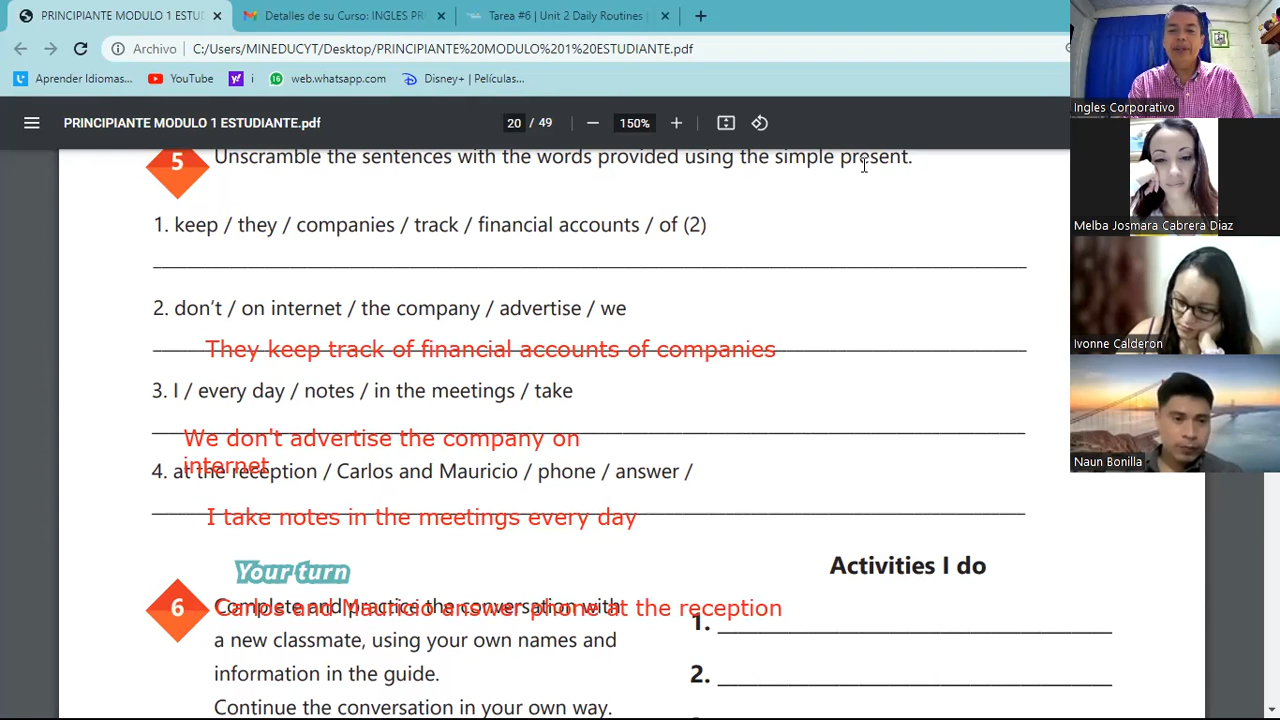 PRINCIPIANTE MODULO 1 ESTUD
Detalles de su Curso: INGLES PRI
Tarea #6 | Unit 2 Daily Routines |
Archivo
C:/Users/MINEDUCYT/Desktop/PRINCIPIANTE%20MODULO%201%20ESTUDIANTE.pdf
Aprender Idiomas...
YouTube
i
16
web.whatsapp.com
Disney+ | Películas,...
PRINCIPIANTE MODULO 1 ESTUDIANTE.pdf
20 / 49
150%
5 Unscramble the sentences with the words provided using the simple present.
1. keep / they / companies / track / financial accounts / of (2)
2. don't / on internet / the company / advertise / we
They keep track of financial accounts of companies
3. I / every day / notes / in the meetings / take
We don't advertise the company on
internet
4. at the reception / Carlos and Mauricio / phone / answer /
I take notes in the meetings every day
Your turn
6 Complete and practice the conversation with
Carlos and Mauricio answer phone at the reception
a new classmate, using your own names and
information in the guide.
Continue the conversation in your own way.
Activities I do
1.
2.
Ingles Corporativo
Melba Josmara Cabrera Diaz
Ivonne Calderon
Naun Bonilla